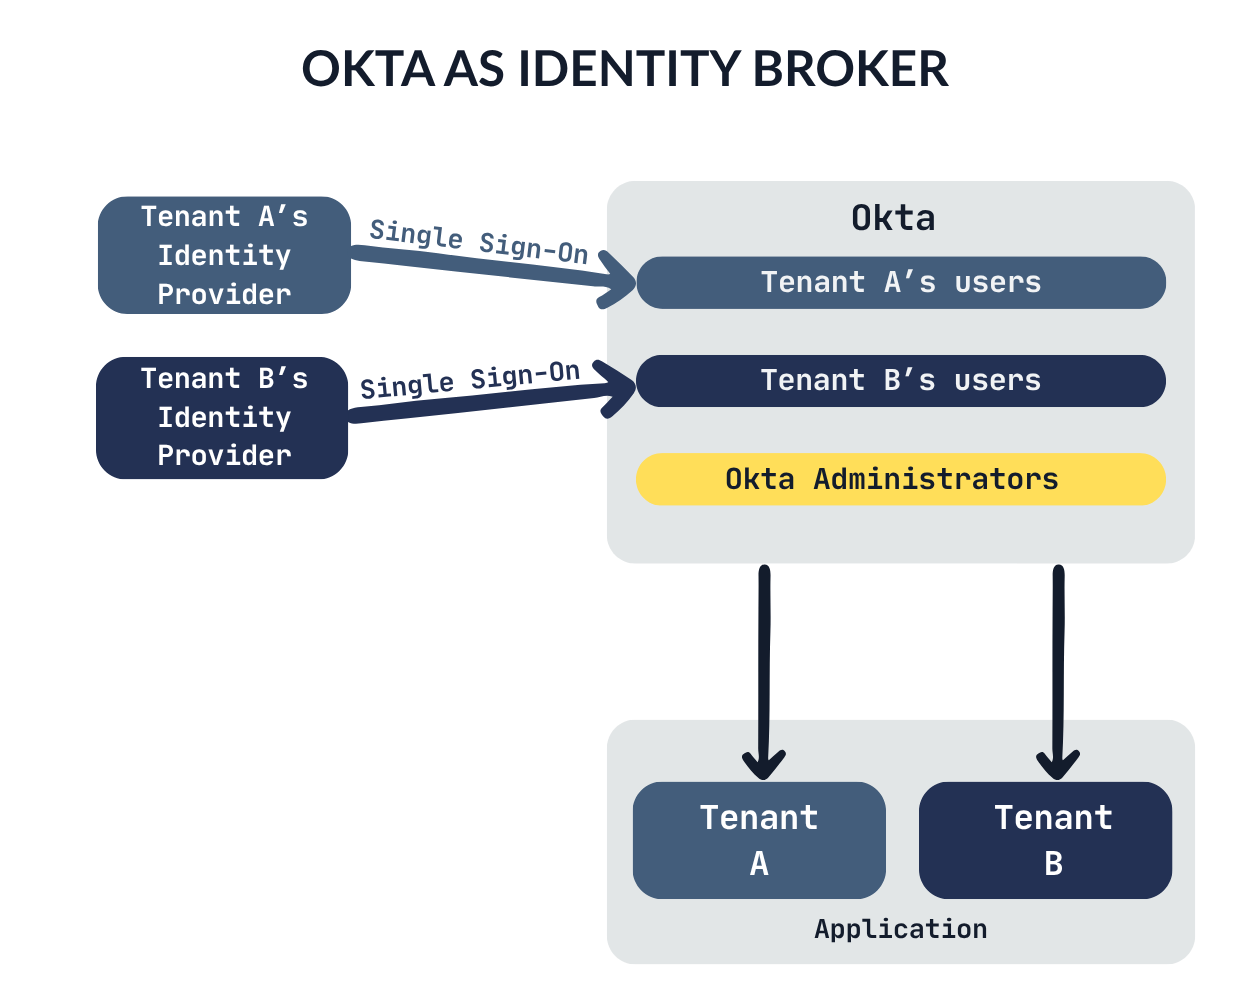 OKTA AS IDENTITY BROKER
Tenant A’s
Identity
Provider
Single Sign-On
Okta
Tenant A’s users
Tenant B’s
Identity
Provider
Single Sign-On
Tenant B’s users
Okta Administrators
Tenant
A
Tenant
B
Application